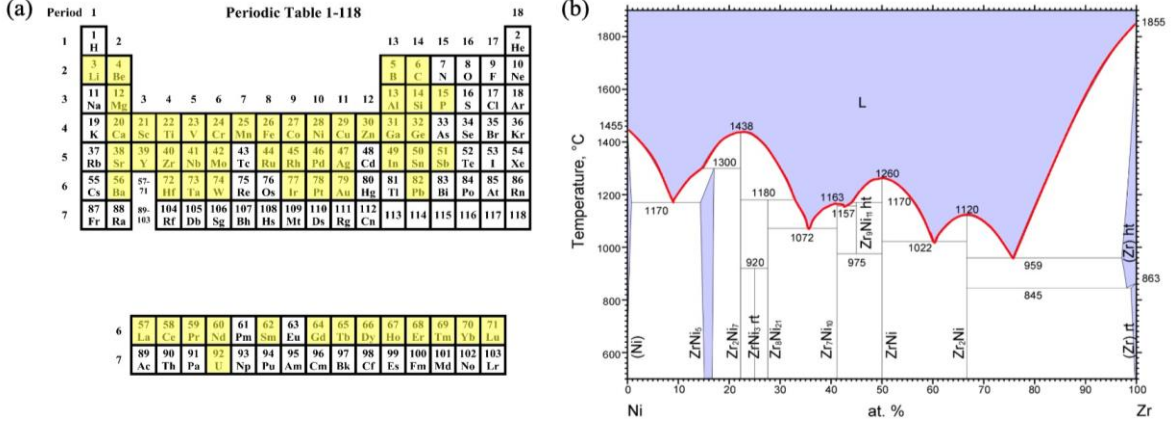 (a)
Periodic Table 1-118
Period 1 18
1 2
1 2 13 14 15 16 17
H He
3 4 5 6 7 8 9 10
2 Li Be B C N O F Ne
11 12 13 14 15 16 17 18
3 Na Mg 3 4 5 6 7 8 9 10 11 12 Al Si P S Cl Ar
19 20 21 22 23 24 25 26 27 28 29 30 31 32 33 34 35 36
4 K Ca Sc Ti V Cr Mn Fe Co Ni Cu Zn Ga Ge As Se Br Kr
37 38 39 40 41 42 43 44 45 46 47 48 49 50 51 52 53 54
5 Rb Sr Y Zr Nb Mo Tc Ru Rh Pd Ag Cd In Sn Sb Te I Xe
55 56 57-71 72 73 74 75 76 77 78 79 80 81 82 83 84 85 86
6 Cs Ba Hf Ta W Re Os Ir Pt Au Hg Tl Pb Bi Po At Rn
87 88 89-103 104 105 106 107 108 109 110 111 112 113 114 115 116 117 118
7 Fr Ra Rf Db Sg Bh Hs Mt Ds Rg Cn
57 58 59 60 61 62 63 64 65 66 67 68 69 70 71
6 La Ce Pr Nd Pm Sm Eu Gd Tb Dy Ho Er Tm Yb Lu
89 90 91 92 93 94 95 96 97 98 99 100 101 102 103
7 Ac Th Pa U Np Pu Am Cm Bk Cf Es Fm Md No Lr
(b)
Temperature, °C
1800
1600
1400
1200
1000
800
600
1455
1855
863
L
1438
1300
1170
1180
1163
1157
1260
1170
1120
1072
1022
975
920
959
845
(Ni)
ZrNi5
Zr2Ni7
ZrNi3 rt
Zr8Ni21
Zr7Ni10
Zr9Ni11 ht
ZrNi
Zr2Ni
(Zr) ht
(Zr) rt
0 10 20 30 40 50 60 70 80 90 100
Ni at. % Zr